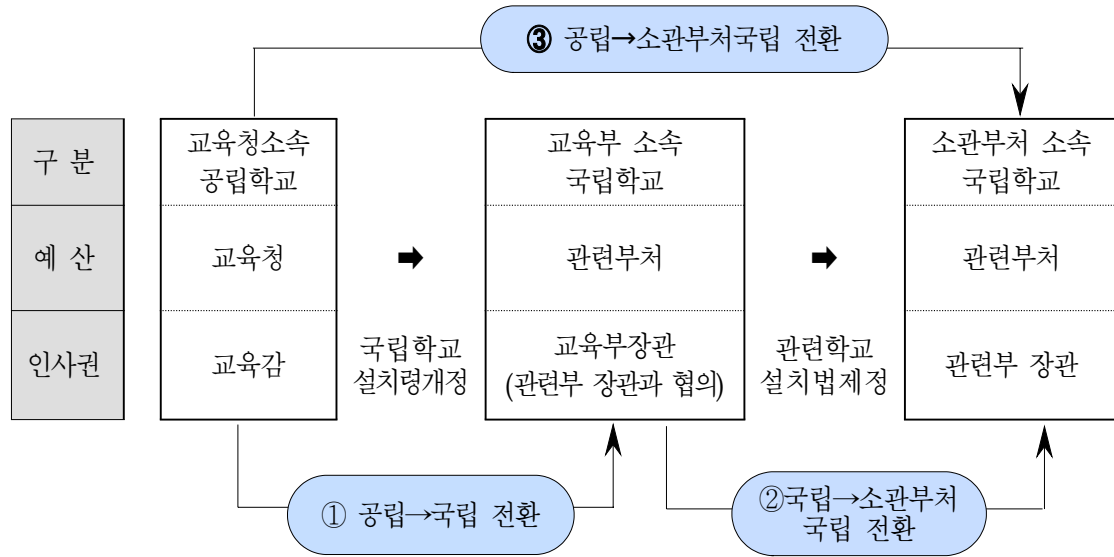 ③ 공립→소관부처국립 전환
구 분
교육청소속
공립학교
교육부 소속
국립학교
소관부처 소속
국립학교
예 산
교육청
➡
관련부처
➡
관련부처
인사권
교육감
국립학교
설치령개정
교육부장관
(관련부 장관과 협의)
관련학교
설치법제정
관련부 장관
① 공립→국립 전환
②국립→소관부처
국립 전환